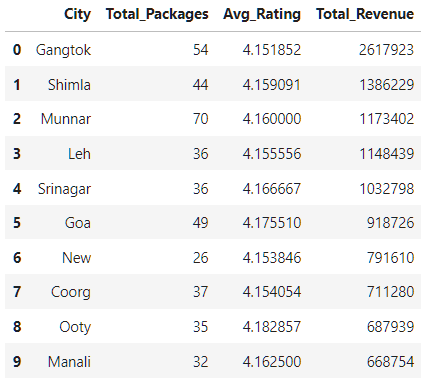 City Total_Packages Avg_Rating Total_Revenue
0 Gangtok 54 4.151852 2617923
1 Shimla 44 4.159091 1386229
2 Munnar 70 4.160000 1173402
3 Leh 36 4.155556 1148439
4 Srinagar 36 4.166667 1032798
5 Goa 49 4.175510 918726
6 New 26 4.153846 791610
7 Coorg 37 4.154054 711280
8 Ooty 35 4.182857 687939
9 Manali 32 4.162500 668754